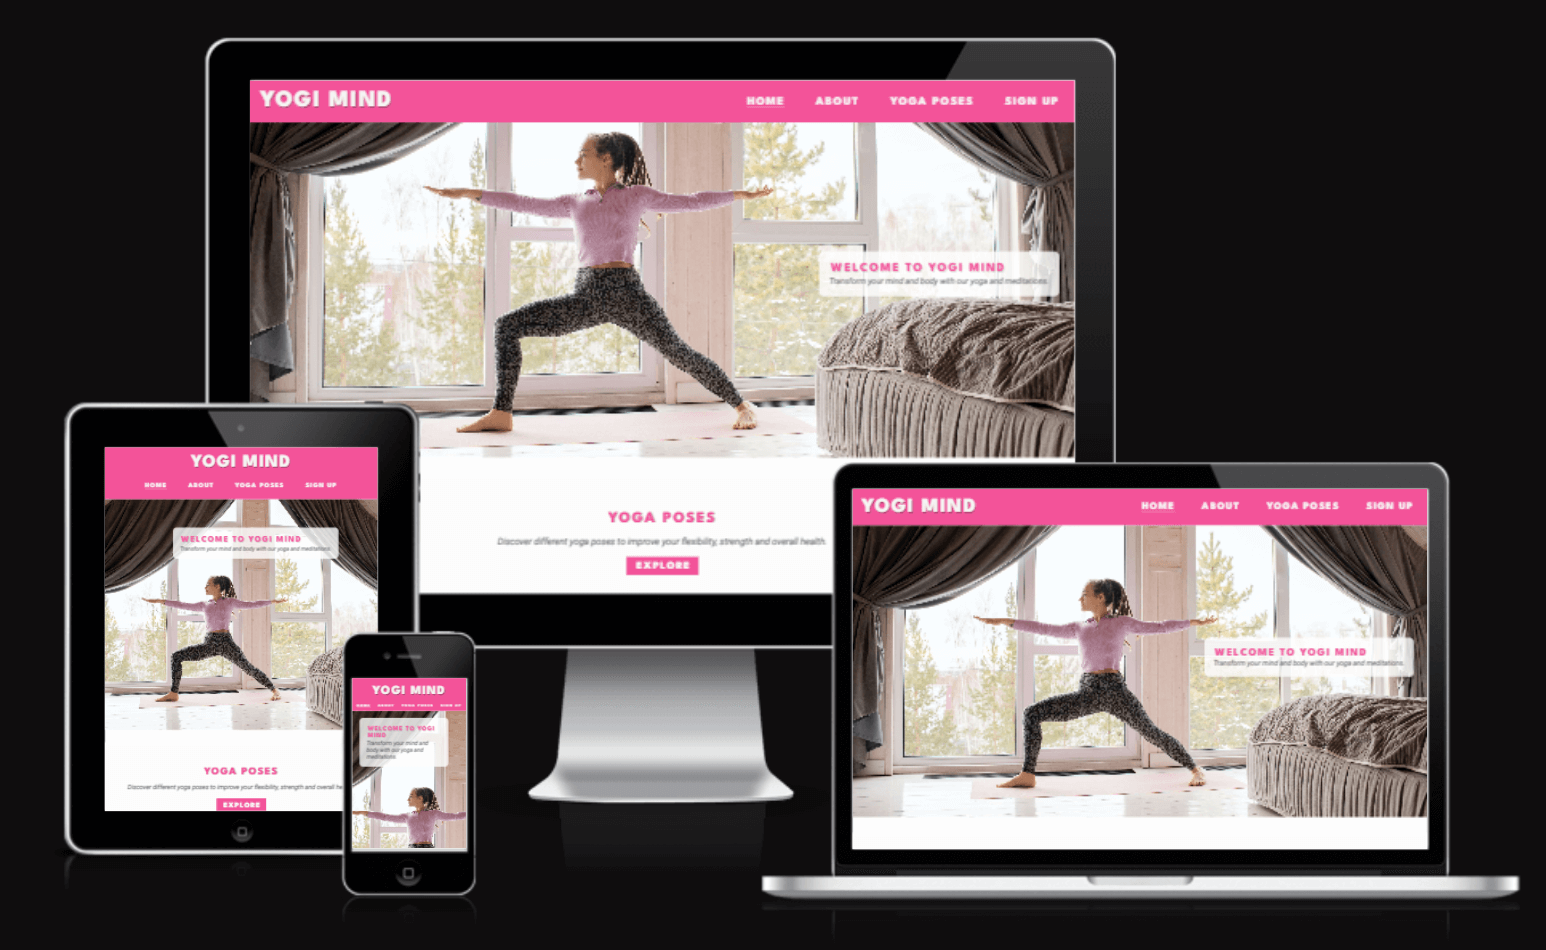 YOGI MIND
HOME ABOUT YOGA POSES SIGN UP
WELCOME TO YOGI MIND
Transform your mind and body with our yoga and meditations.
YOGA POSES
Discover different yoga poses to improve your flexibility, strength and overall health.
EXPLORE
YOGI MIND
HOME ABOUT YOGA POSES SIGN UP
WELCOME TO YOGI MIND
Transform your mind and body with our yoga and meditations.
YOGA POSES
Discover different yoga poses to improve your flexibility, strength and overall he
EXPLORE
YOGI MIND
HOME ABOUT YOGA POSES SIGN UP
WELCOME TO YOGI
MIND
Transform your mind and
body with our yoga and
meditations.
YOGI MIND
HOME ABOUT YOGA POSES SIGN UP
WELCOME TO YOGI MIND
Transform your mind and body with our yoga and meditations.